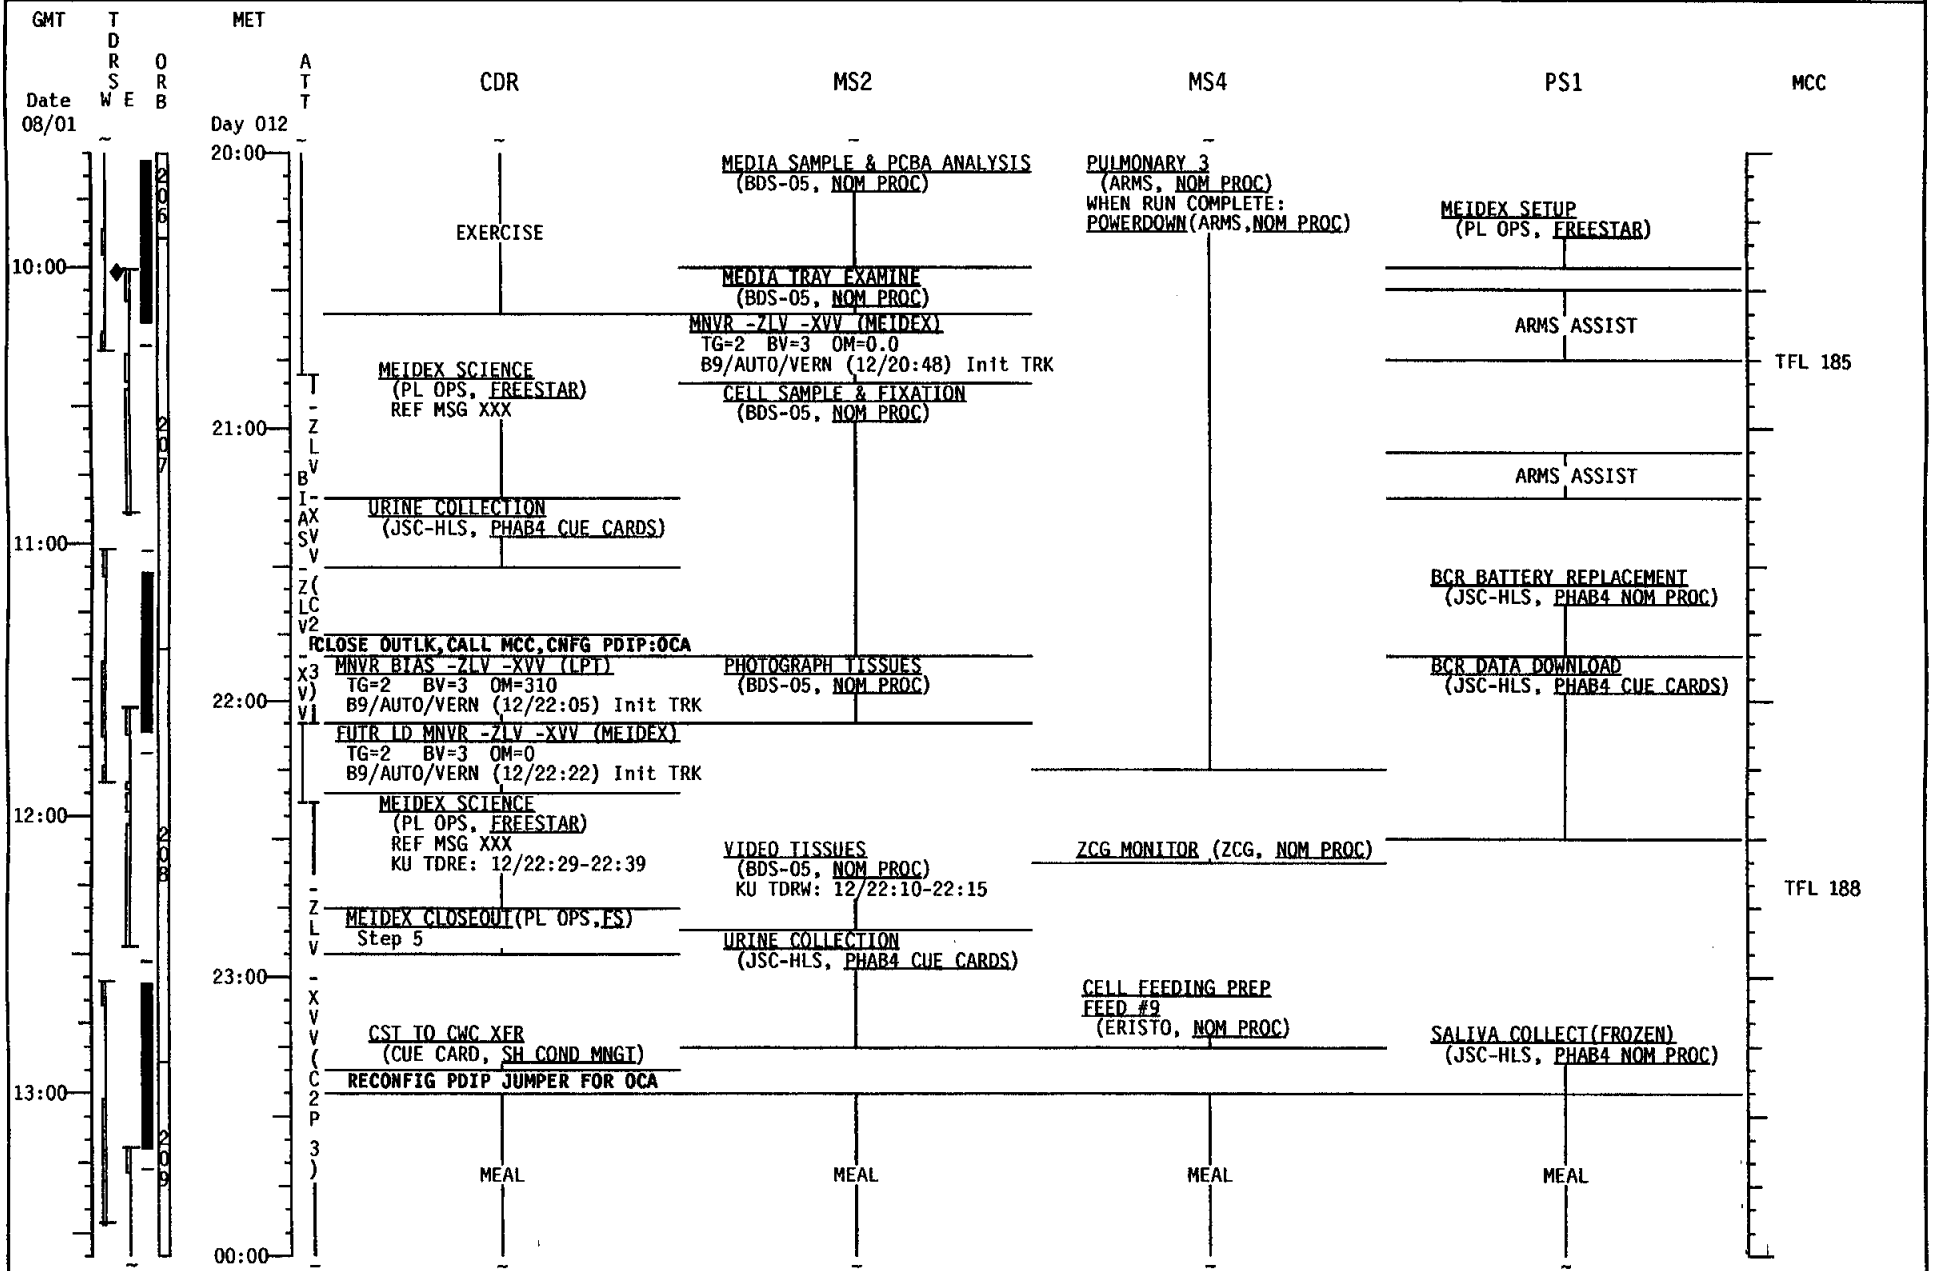 GMT
TDRS
MET
W E
ORB
ATT
CDR
MS2
MS4
PS1
MCC
Date
08/01
Day 012
20:00
21:00
22:00
23:00
00:00
10:00
11:00
12:00
13:00
206
207
208
209
-ZLV -XVV (C2P3)
BIAS -ZLV -XVV
-ZLV -XVV (C2P3)
EXERCISE
MEIDEX SCIENCE
(PL OPS, FREESTAR)
REF MSG XXX
URINE COLLECTION
(JSC-HLS, PHAB4 CUE CARDS)
CLOSE OUTLK,CALL MCC,CNFG PDIP:OCA
MNVR BIAS -ZLV -XVV (LPT)
TG=2 BV=3 OM=310
B9/AUTO/VERN (12/22:05) Init TRK
FUTR LD MNVR -ZLV -XVV (MEIDEX)
TG=2 BV=3 OM=0
B9/AUTO/VERN (12/22:22) Init TRK
MEIDEX SCIENCE
(PL OPS, FREESTAR)
REF MSG XXX
KU TDRE: 12/22:29-22:39
MEIDEX CLOSEOUT(PL OPS,FS)
Step 5
CST TO CWC XFR
(CUE CARD, SH COND MNGT)
RECONFIG PDIP JUMPER FOR OCA
MEAL
MEDIA SAMPLE & PCBA ANALYSIS
(BDS-05, NOM PROC)
MEDIA TRAY EXAMINE
(BDS-05, NOM PROC)
MNVR -ZLV -XVV (MEIDEX)
TG=2 BV=3 OM=0.0
B9/AUTO/VERN (12/20:48) Init TRK
CELL SAMPLE & FIXATION
(BDS-05, NOM PROC)
PHOTOGRAPH TISSUES
(BDS-05, NOM PROC)
VIDEO TISSUES
(BDS-05, NOM PROC)
KU TDRW: 12/22:10-22:15
URINE COLLECTION
(JSC-HLS, PHAB4 CUE CARDS)
MEAL
PULMONARY 3
(ARMS, NOM PROC)
WHEN RUN COMPLETE:
POWERDOWN(ARMS,NOM PROC)
ZCG MONITOR (ZCG, NOM PROC)
CELL FEEDING PREP
FEED #9
(ERISTO, NOM PROC)
MEAL
MEIDEX SETUP
(PL OPS, FREESTAR)
ARMS ASSIST
ARMS ASSIST
BCR BATTERY REPLACEMENT
(JSC-HLS, PHAB4 NOM PROC)
BCR DATA DOWNLOAD
(JSC-HLS, PHAB4 CUE CARDS)
SALIVA COLLECT(FROZEN)
(JSC-HLS, PHAB4 NOM PROC)
MEAL
TFL 185
TFL 188